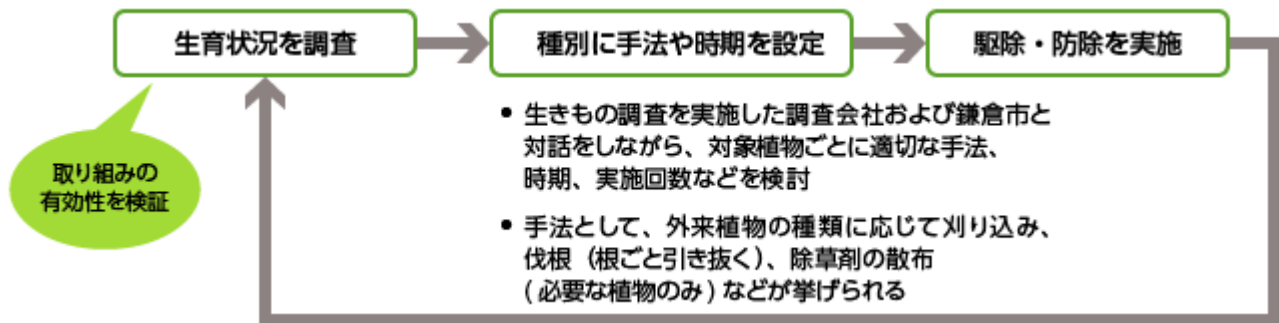 生育状況を調査
種別に手法や時期を設定
駆除・防除を実施
取り組みの
有効性を検証
• 生きもの調査を実施した調査会社および鎌倉市と
対話をしながら、対象植物ごとに適切な手法、
時期、実施回数などを検討
• 手法として、外来植物の種類に応じて刈り込み、
伐根（根ごと引き抜く）、除草剤の散布
(必要な植物のみ)などが挙げられる